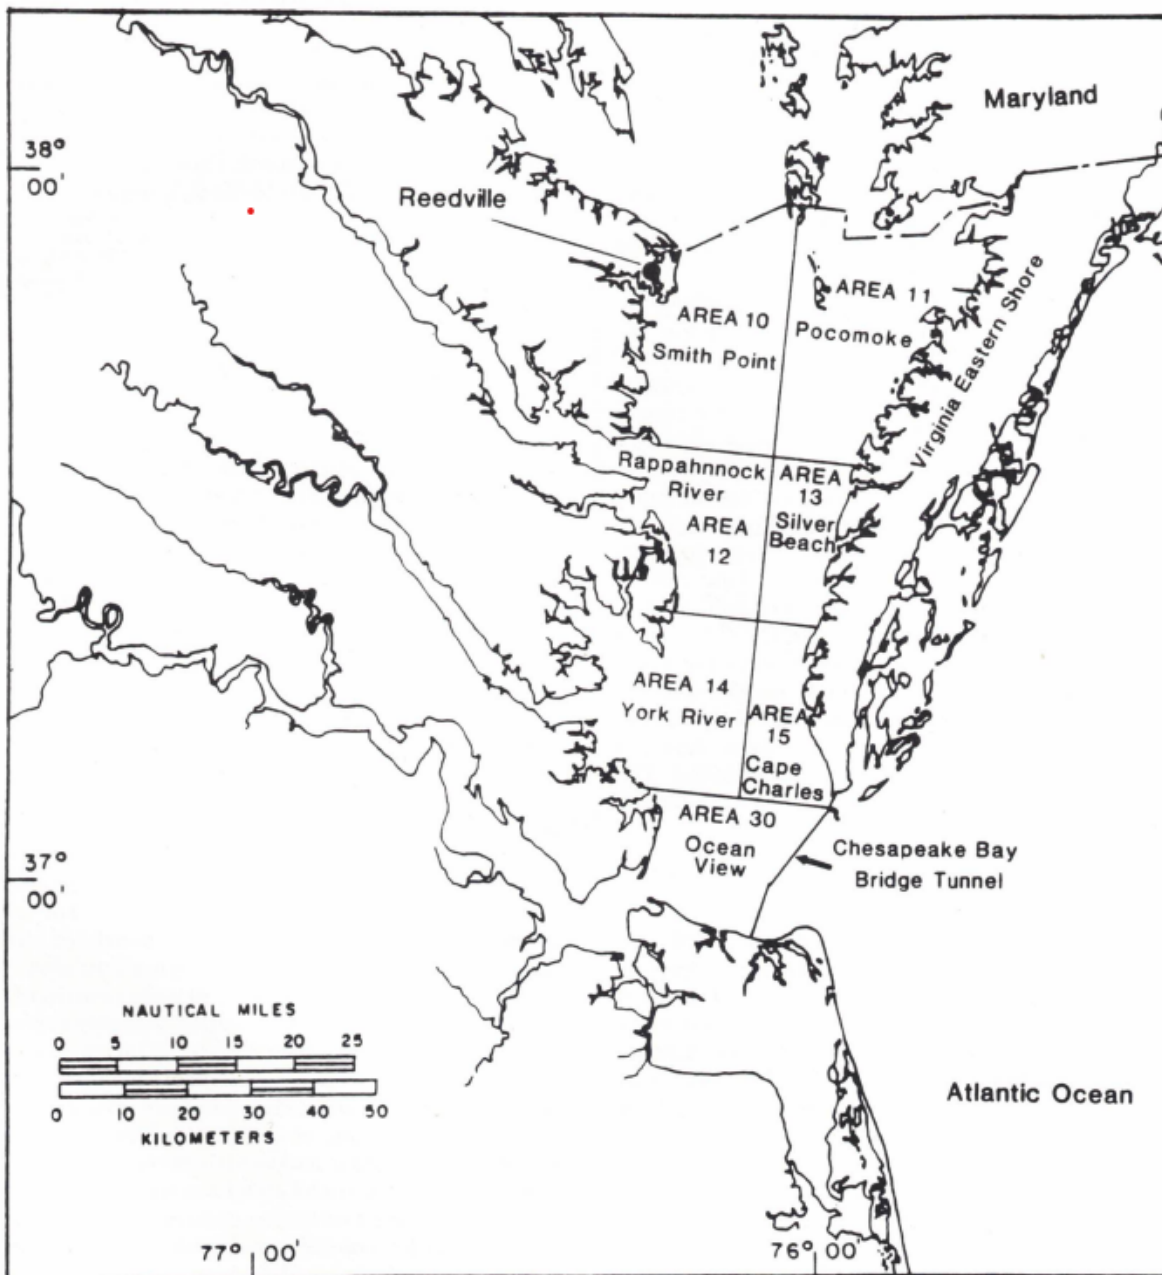 Maryland
38°
00'
Reedville
AREA 10
Smith Point
AREA 11
Pocomoke
Virginia Eastern Shore
Rappahnnock
River
AREA
12
AREA
13
Silver
Beach
AREA 14
York River
AREA
15
Cape
Charles
AREA 30
Ocean
View
Chesapeake Bay
Bridge Tunnel
37°
00'
NAUTICAL MILES
0 5 10 15 20 25
0 10 20 30 40 50
KILOMETERS
Atlantic Ocean
77° 00'
76° 00'